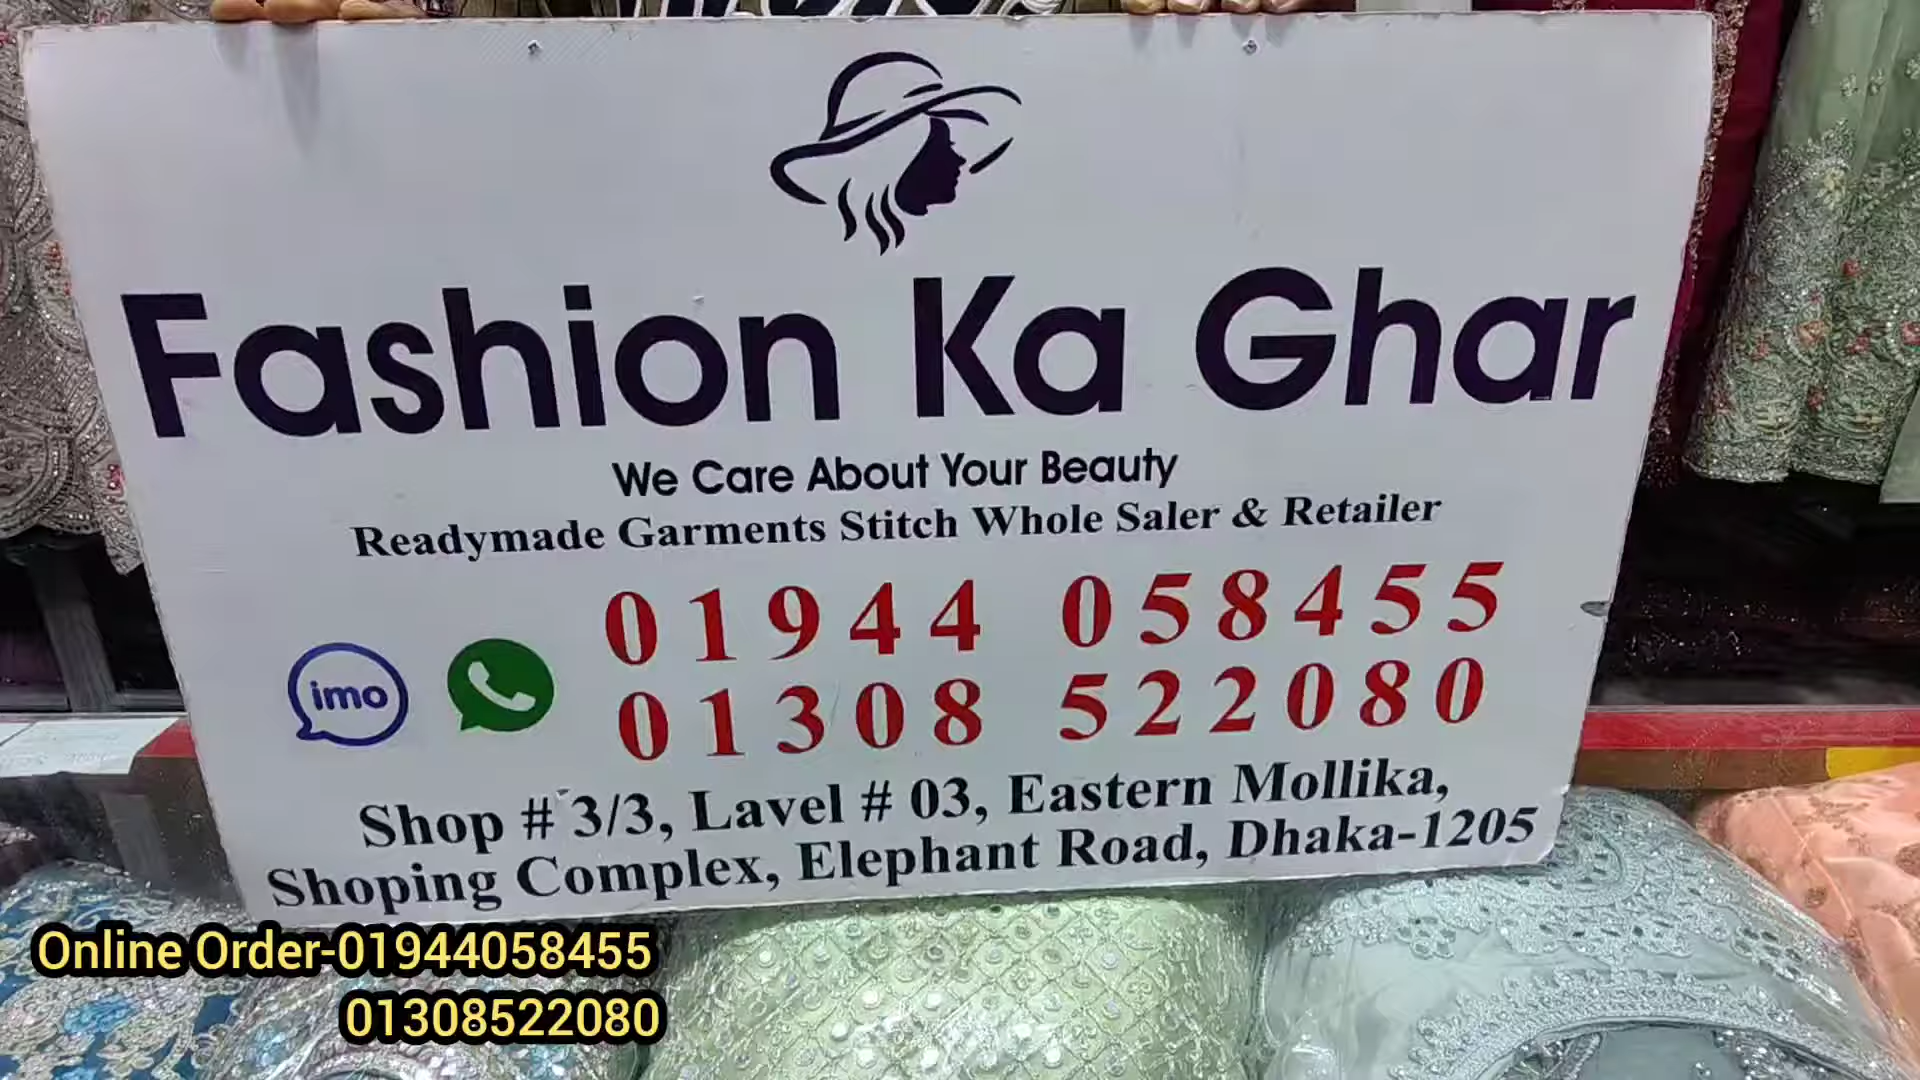 Fashion Ka Ghar
We Care About Your Beauty
Readymade Garments Stitch Whole Saler & Retailer
01944 058455
imo
01308 522080
Shop # 3/3, Lavel # 03, Eastern Mollika,
Shoping Complex, Elephant Road, Dhaka-1205
Online Order-01944058455
01308522080